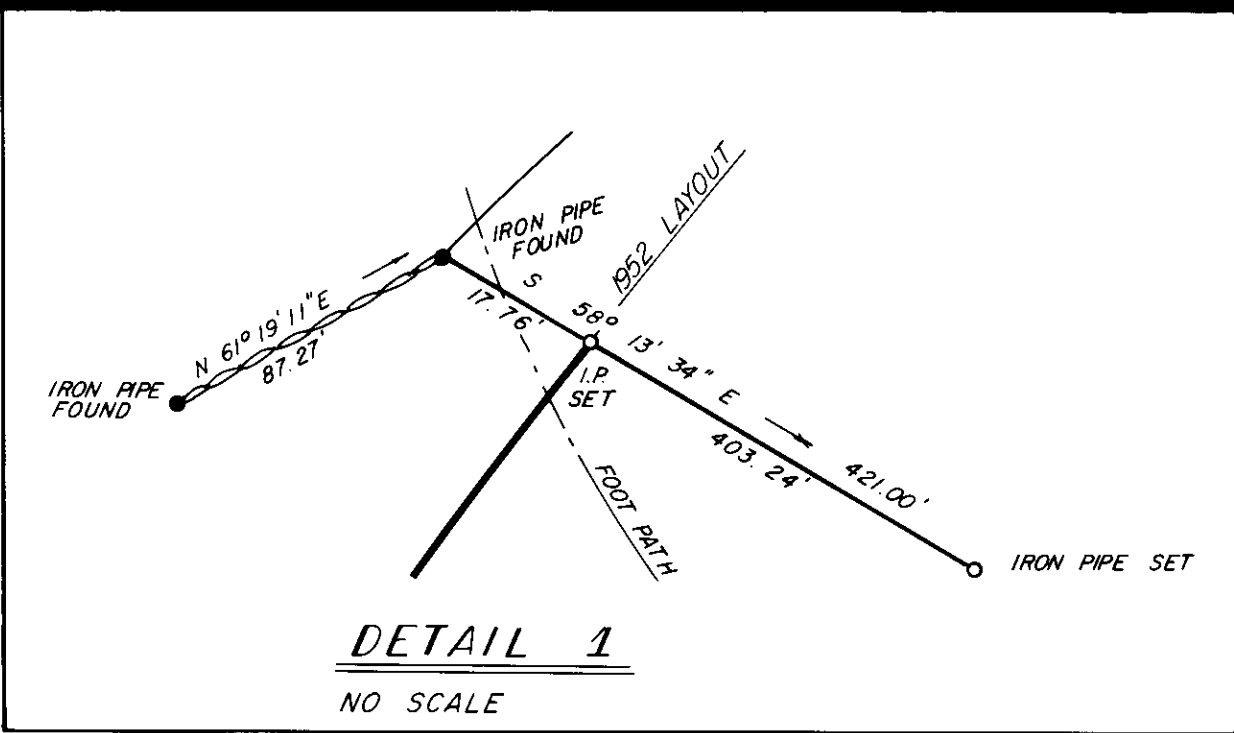 1952 LAYOUT
IRON PIPE
FOUND
N 61° 19' 11" E
87.27'
IRON PIPE
FOUND
S 58° 13' 34" E
17.76'
I.P.
SET
403.24'
421.00'
FOOT PATH
IRON PIPE SET
DETAIL 1
NO SCALE